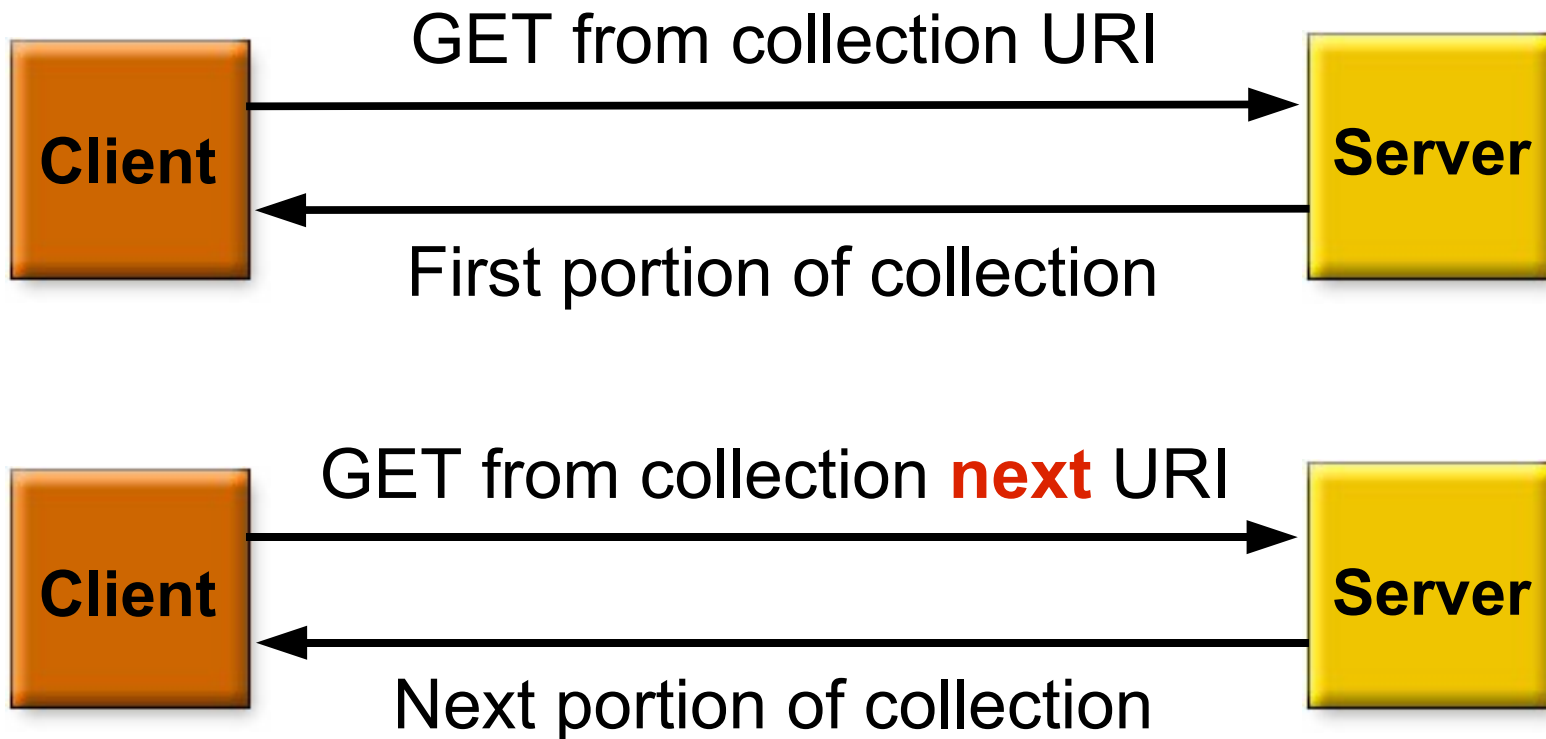 GET from collection URI
Client
Server
First portion of collection
GET from collection next URI
Client
Server
Next portion of collection